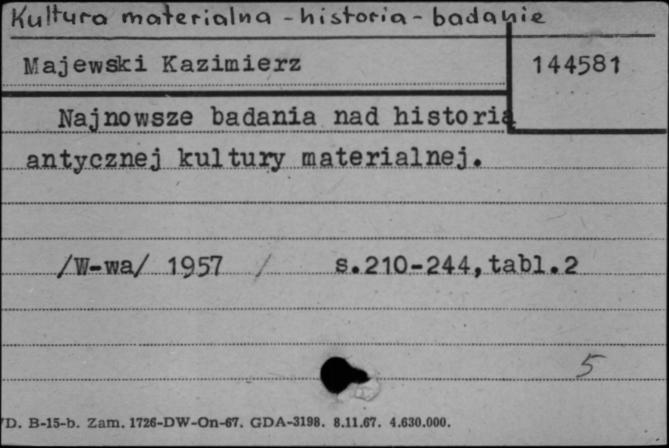 Kultura materialna - historia - badanie
Majewski Kazimierz 144581
Najnowsze badania nad historią
antycznej kultury materialnej.
/W-wa/ 1957 / s.210-244,tabl.2
5
D. B-15-b. Zam. 1726-DW-On-67. GDA-3198. 8.11.67. 4.630.000.